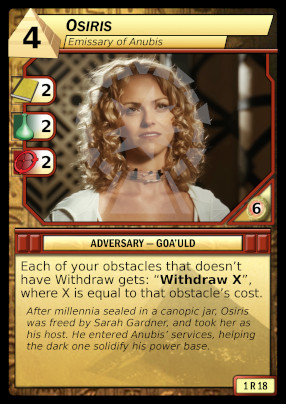 4
OSIRIS
Emissary of Anubis
2
2
2
6
ADVERSARY – GOA'ULD
Each of your obstacles that doesn't
have Withdraw gets: “Withdraw X”,
where X is equal to that obstacle's cost.
After millennia sealed in a canopic jar, Osiris
was freed by Sarah Gardner, and took her as
his host. He entered Anubis' services, helping
the dark one solidify his power base.
1 R 18